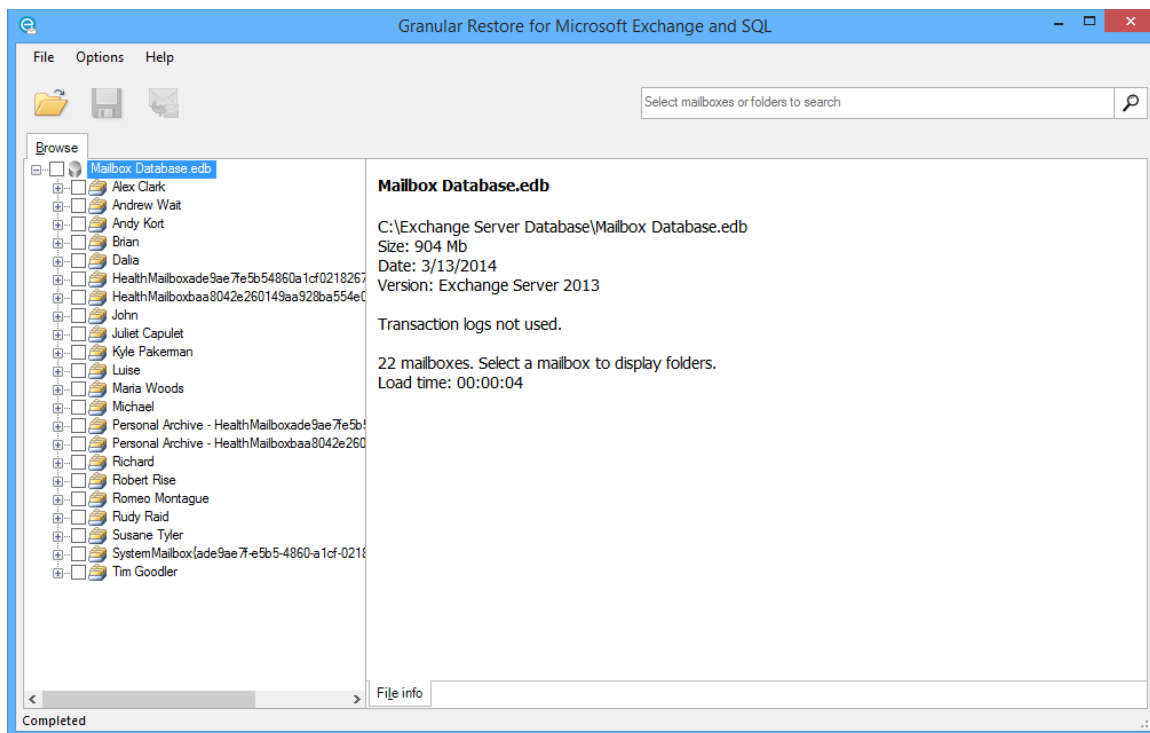 Granular Restore for Microsoft Exchange and SQL
File Options Help
Select mailboxes or folders to search
Browse
Mailbox Database.edb
Alex Clark
Andrew Wait
Andy Kort
Brian
Dalia
HealthMailboxade9ae7fe5b54860a1cf0218267
HealthMailboxbaa8042e260149aa928ba554e0
John
Juliet Capulet
Kyle Pakerman
Luise
Maria Woods
Michael
Personal Archive - HealthMailboxade9ae7fe5b5
Personal Archive - HealthMailboxbaa8042e260
Richard
Robert Rise
Romeo Montague
Rudy Raid
Susane Tyler
SystemMailbox{ade9ae7f-e5b5-4860-a1cf-0218
Tim Goodler
Mailbox Database.edb
C:\Exchange Server Database\Mailbox Database.edb
Size: 904 Mb
Date: 3/13/2014
Version: Exchange Server 2013
Transaction logs not used.
22 mailboxes. Select a mailbox to display folders.
Load time: 00:00:04
File info
Completed